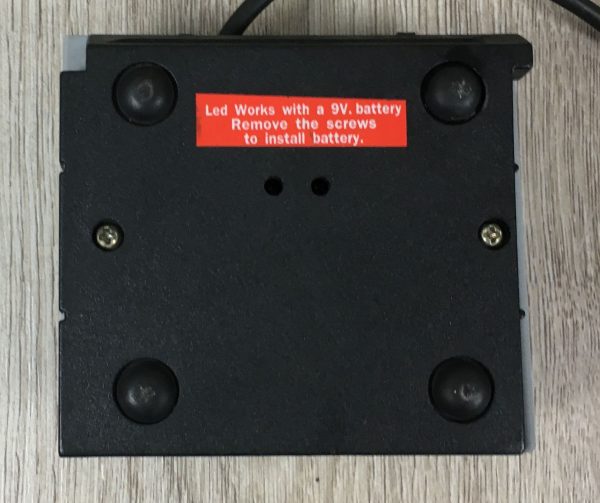 Led Works with a 9V. battery
Remove the screws
to install battery.